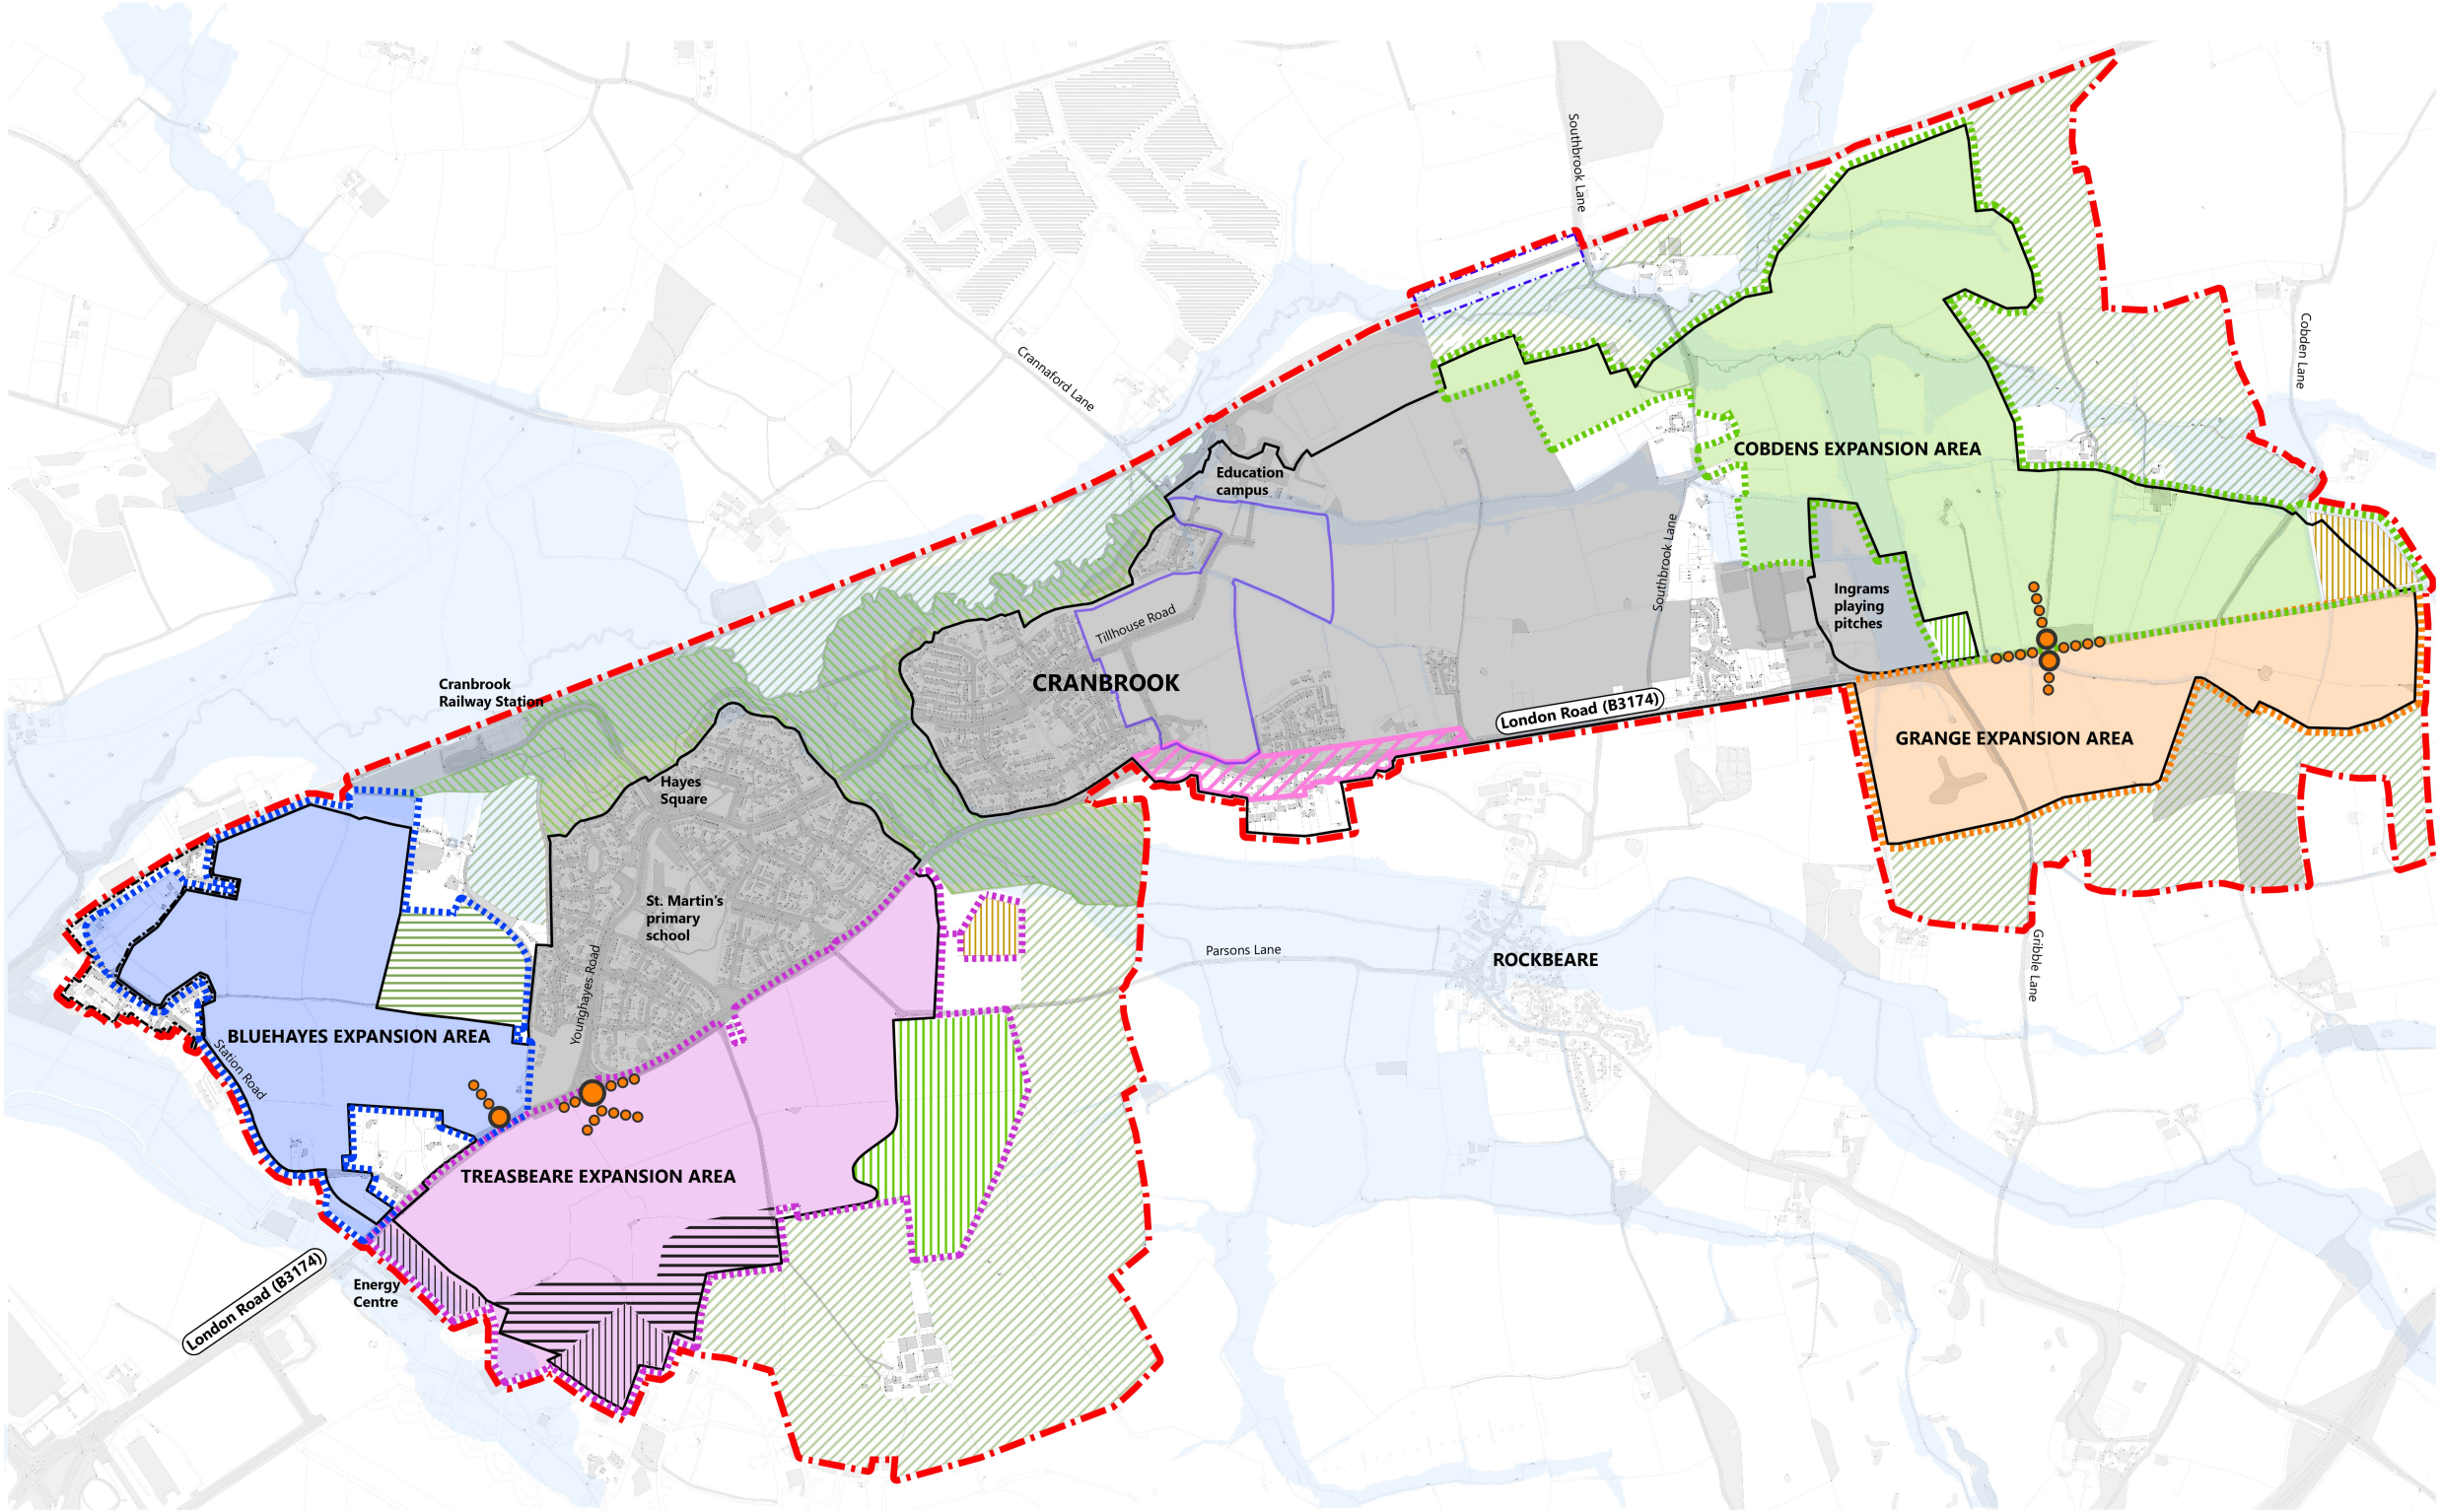 Southbrook Lane
Cobden Lane
Crannaford Lane
COBDENS EXPANSION AREA
Education
campus
Southbrook Lane
Ingrams
playing
pitches
Tillhouse Road
CRANBROOK
Cranbrook
Railway Station
London Road (B3174)
GRANGE EXPANSION AREA
Hayes
Square
St. Martin's
primary
school
Parsons Lane
ROCKBEARE
Gribble Lane
Younghayes Road
BLUEHAYES EXPANSION AREA
Station Road
TREASBEARE EXPANSION AREA
Energy
Centre
London Road (B3174)